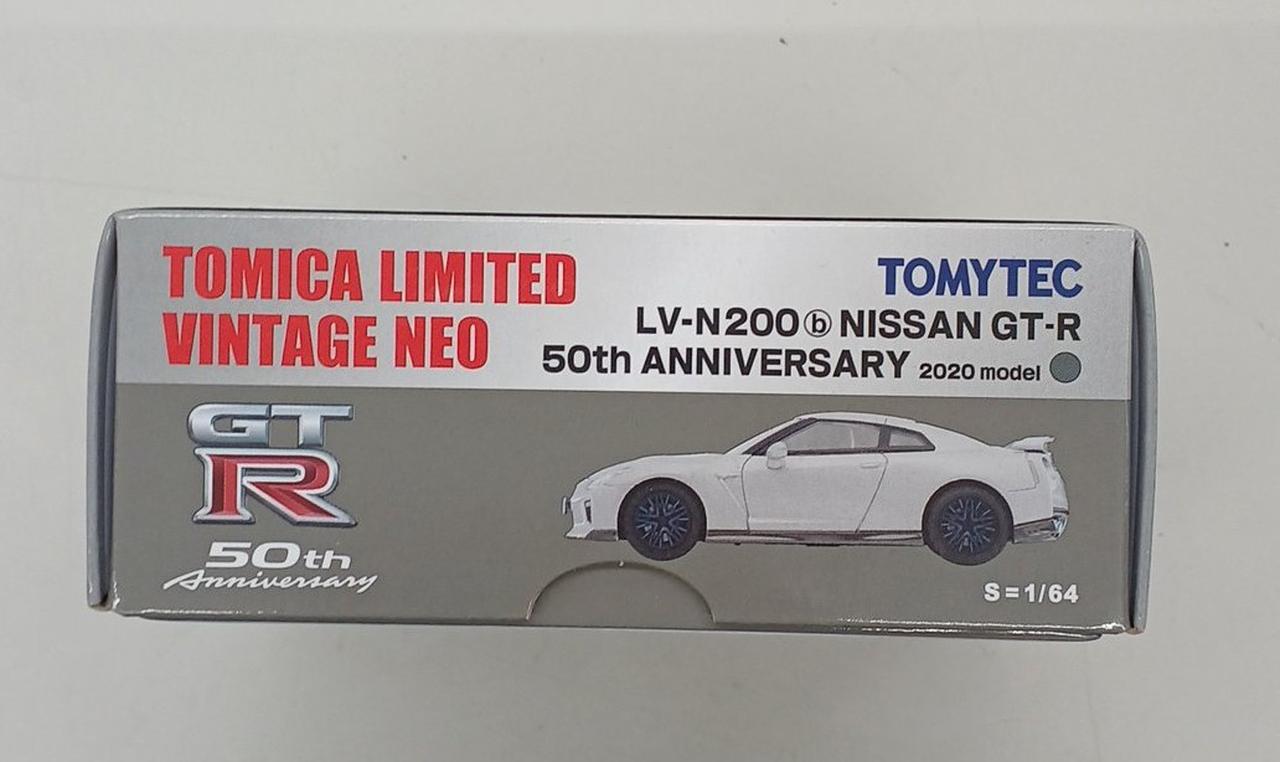 TOMICA LIMITED
VINTAGE NEO
TOMYTEC
LV-N200ⓑ NISSAN GT-R
50th ANNIVERSARY 2020 model
GT
R
50th
Anniversary
S=1/64